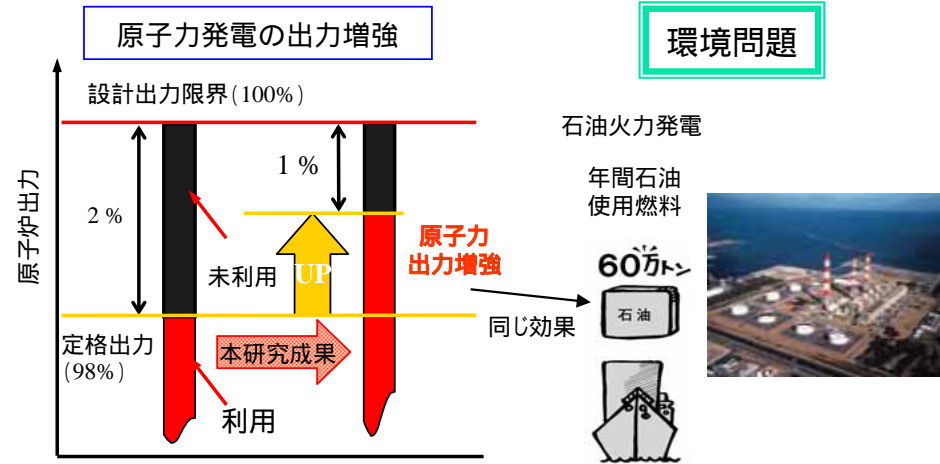 原子力発電の出力増強
環境問題
設計出力限界(100%)
石油火力発電
年間石油
使用燃料
原子炉出力
2 %
1 %
未利用
UP
原子力
出力増強
60万トン
石油
同じ効果
定格出力
(98%)
本研究成果
利用